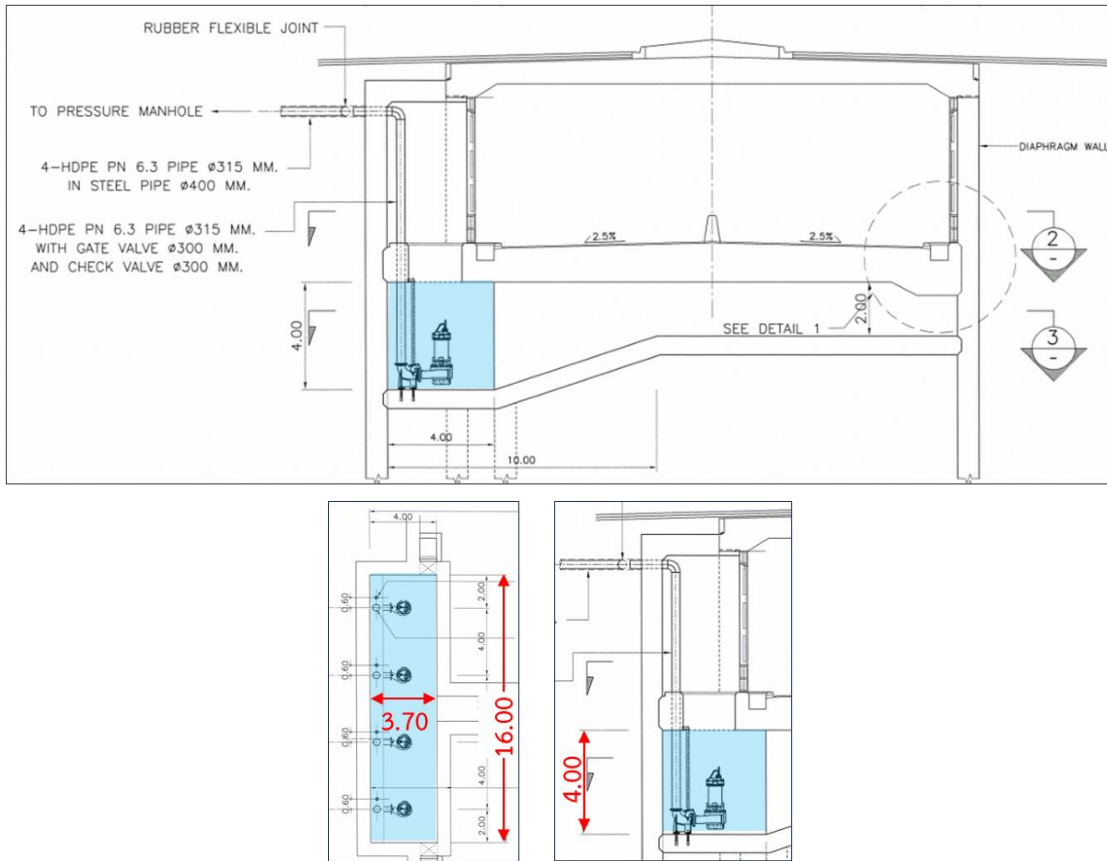 RUBBER FLEXIBLE JOINT
TO PRESSURE MANHOLE
4-HDPE PN 6.3 PIPE ø315 MM.
IN STEEL PIPE ø400 MM.
4-HDPE PN 6.3 PIPE ø315 MM.
WITH GATE VALVE ø300 MM.
AND CHECK VALVE ø300 MM.
DIAPHRAGM WALL
2.5%
2.5%
2
-
4.00
2.00
SEE DETAIL 1
3
-
4.00
10.00
4.00
0.60
2.00
4.00
0.60
3.70
16.00
0.60
4.00
0.60
2.00
4.00